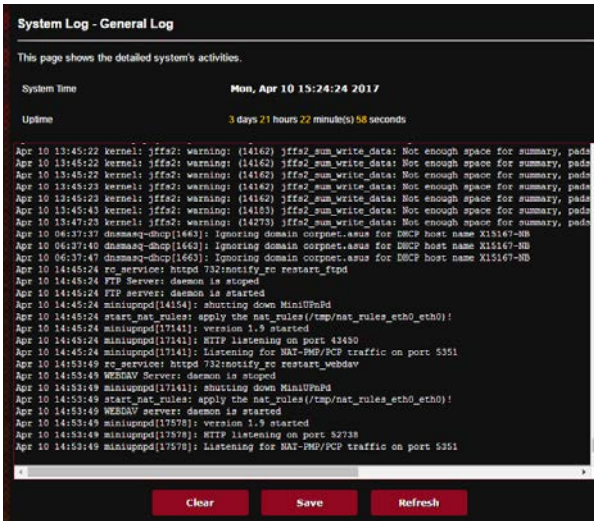 System Log - General Log
This page shows the detailed system's activities.
System Time Mon, Apr 10 15:24:24 2017
Uptime 3 days 21 hours 22 minute(s) 58 seconds
Apr 10 13:45:22 kernel: jffs2: warning: (14162) jffs2_sum_write_data: Not enough space for summary, pads
Apr 10 13:45:22 kernel: jffs2: warning: (14162) jffs2_sum_write_data: Not enough space for summary, pads
Apr 10 13:45:22 kernel: jffs2: warning: (14162) jffs2_sum_write_data: Not enough space for summary, pads
Apr 10 13:45:23 kernel: jffs2: warning: (14162) jffs2_sum_write_data: Not enough space for summary, pads
Apr 10 13:45:23 kernel: jffs2: warning: (14162) jffs2_sum_write_data: Not enough space for summary, pads
Apr 10 13:45:43 kernel: jffs2: warning: (14183) jffs2_sum_write_data: Not enough space for summary, pads
Apr 10 13:47:23 kernel: jffs2: warning: (14273) jffs2_sum_write_data: Not enough space for summary, pads
Apr 10 06:37:37 dnsmasq-dhcp[1663]: Ignoring domain corpnet.asus for DHCP host name X15167-NB
Apr 10 06:37:40 dnsmasq-dhcp[1663]: Ignoring domain corpnet.asus for DHCP host name X15167-NB
Apr 10 06:37:47 dnsmasq-dhcp[1663]: Ignoring domain corpnet.asus for DHCP host name X15167-NB
Apr 10 14:45:24 rc_service: httpd 732:notify_rc restart_ftpd
Apr 10 14:45:24 FTP Server: daemon is stoped
Apr 10 14:45:24 FTP server: daemon is started
Apr 10 14:45:24 miniupnpd[14154]: shutting down MiniUPnPd
Apr 10 14:45:24 start_nat_rules: apply the nat_rules(/tmp/nat_rules_eth0_eth0)!
Apr 10 14:45:24 miniupnpd[17141]: version 1.9 started
Apr 10 14:45:24 miniupnpd[17141]: HTTP listening on port 43450
Apr 10 14:45:24 miniupnpd[17141]: Listening for NAT-PMP/PCP traffic on port 5351
Apr 10 14:53:49 rc_service: httpd 732:notify_rc restart_webdav
Apr 10 14:53:49 WEBDAV Server: daemon is stoped
Apr 10 14:53:49 miniupnpd[17141]: shutting down MiniUPnPd
Apr 10 14:53:49 start_nat_rules: apply the nat_rules(/tmp/nat_rules_eth0_eth0)!
Apr 10 14:53:49 WEBDAV server: daemon is started
Apr 10 14:53:49 miniupnpd[17578]: version 1.9 started
Apr 10 14:53:49 miniupnpd[17578]: HTTP listening on port 52738
Apr 10 14:53:49 miniupnpd[17578]: Listening for NAT-PMP/PCP traffic on port 5351
Clear Save Refresh